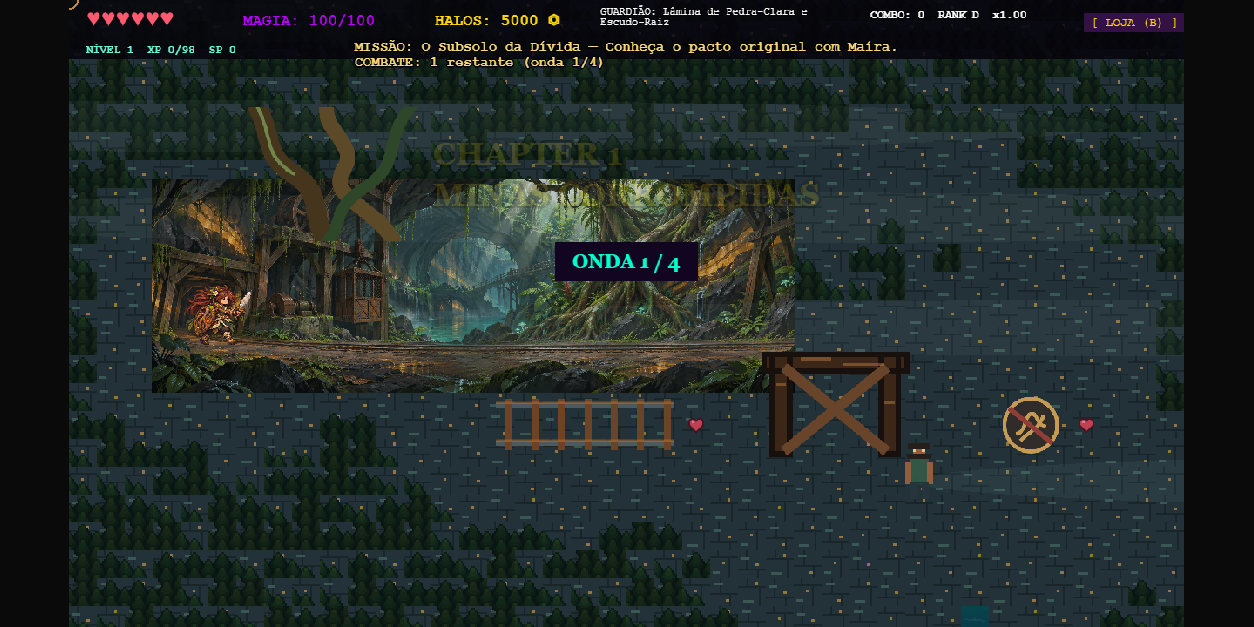 MAGIA: 100/100
HALOS: 5000
GUARDIÃO: Lâmina de Pedra-Clara e
Escudo-Raiz
COMBO: 0 RANK D x1.00
[ LOJA (B) ]
NÍVEL 1 XP 0/98 SP 0
MISSÃO: O Subsolo da Dívida — Conheça o pacto original com Maíra.
COMBATE: 1 restante (onda 1/4)
CHAPTER 1
ONDA 1 / 4